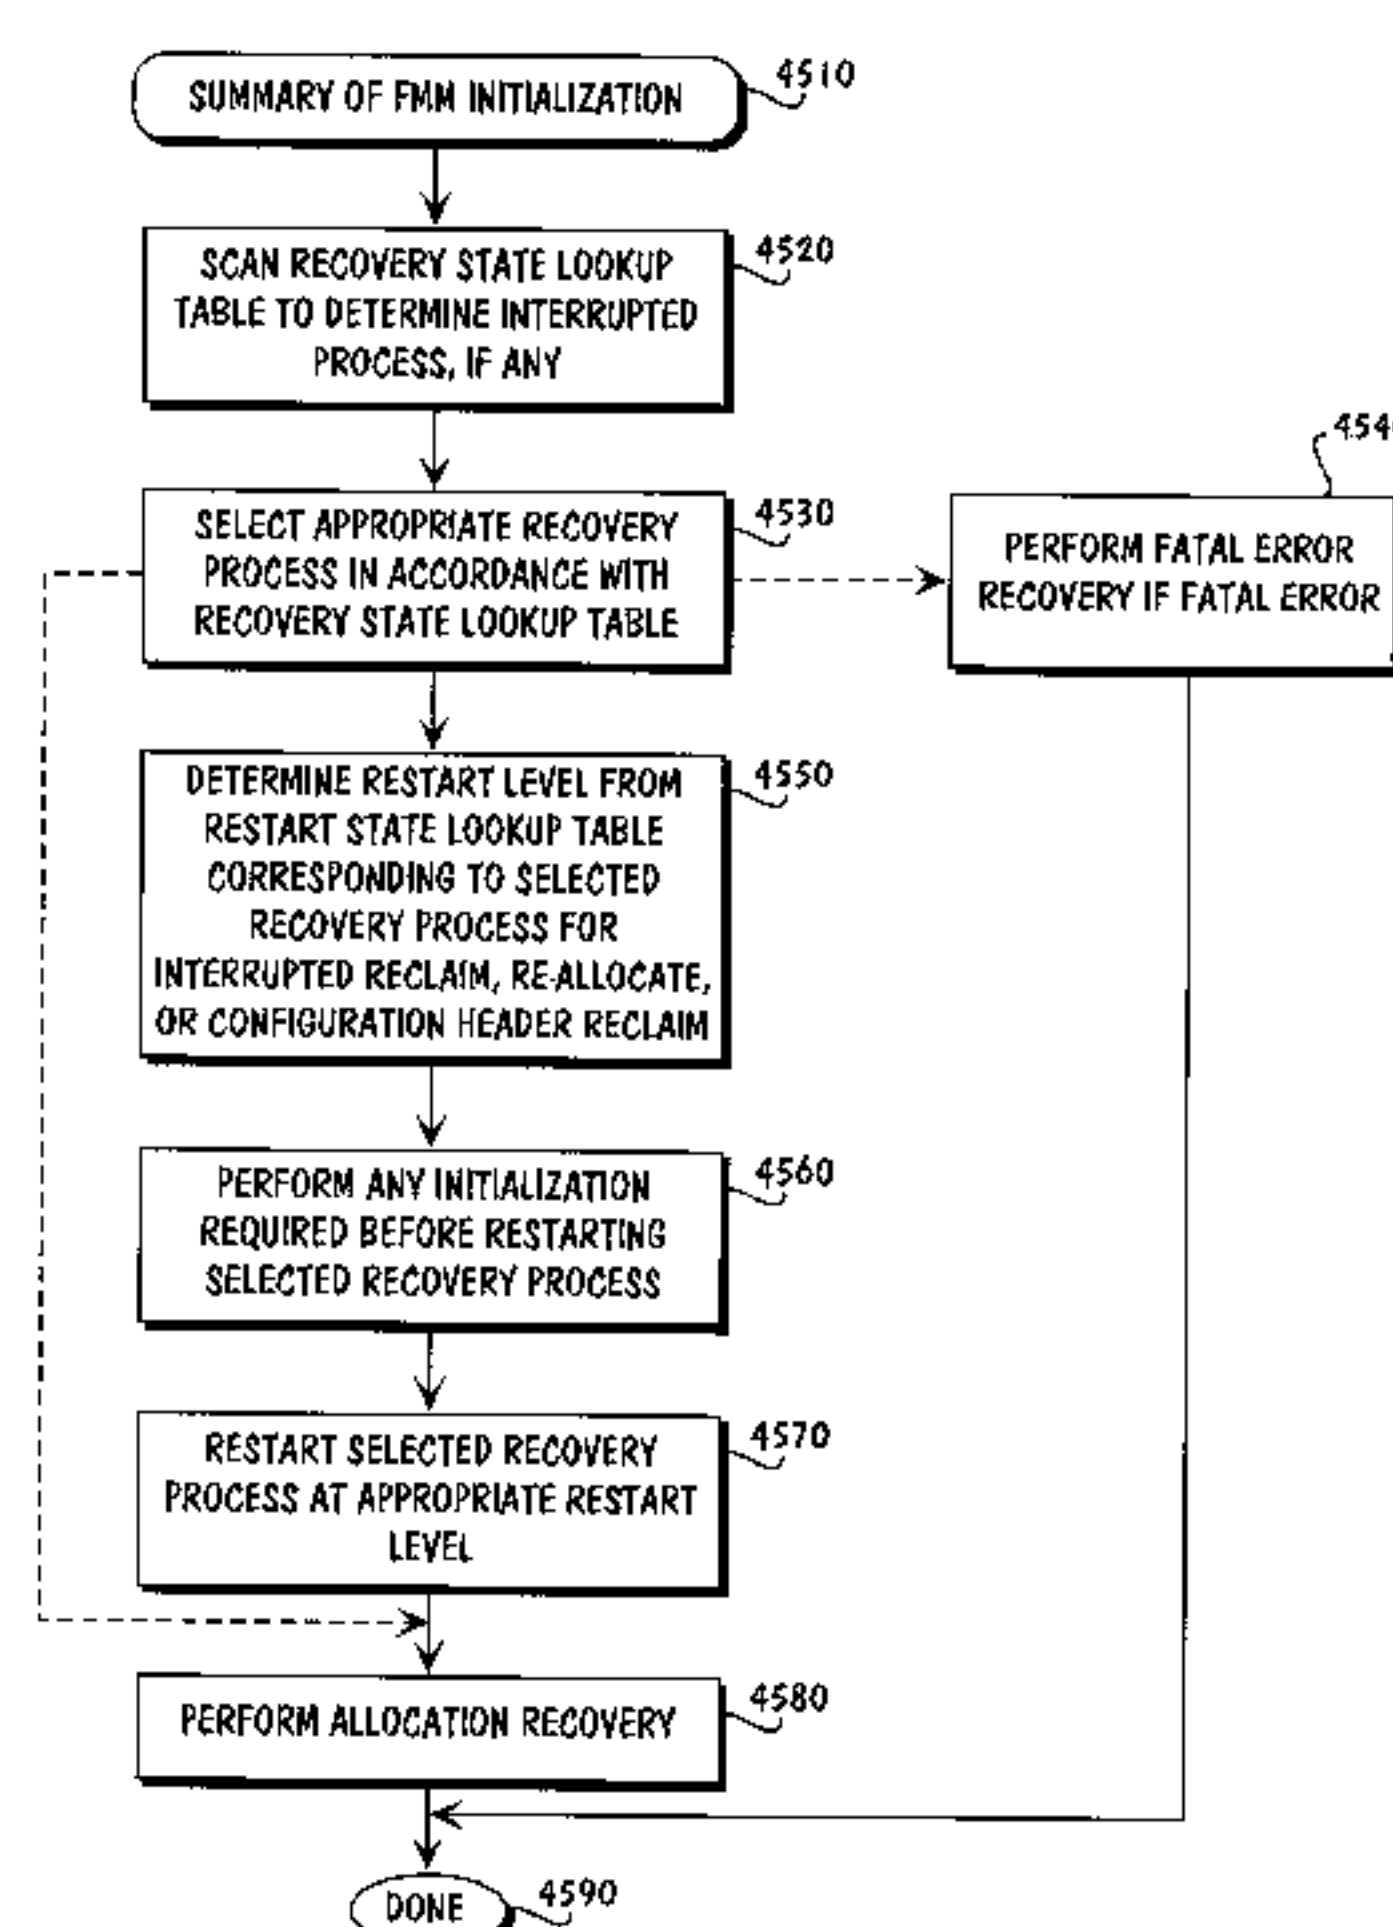 SUMMARY OF FMM INITIALIZATION
4510
SCAN RECOVERY STATE LOOKUP
TABLE TO DETERMINE INTERRUPTED
PROCESS, IF ANY
4520
SELECT APPROPRIATE RECOVERY
PROCESS IN ACCORDANCE WITH
RECOVERY STATE LOOKUP TABLE
4530
PERFORM FATAL ERROR
RECOVERY IF FATAL ERROR
DETERMINE RESTART LEVEL FROM
RESTART STATE LOOKUP TABLE
CORRESPONDING TO SELECTED
RECOVERY PROCESS FOR
INTERRUPTED RECLAIM, RE-ALLOCATE,
OR CONFIGURATION HEADER RECLAIM
4550
PERFORM ANY INITIALIZATION
REQUIRED BEFORE RESTARTING
SELECTED RECOVERY PROCESS
4560
RESTART SELECTED RECOVERY
PROCESS AT APPROPRIATE RESTART
LEVEL
4570
PERFORM ALLOCATION RECOVERY
4580
DONE
4590